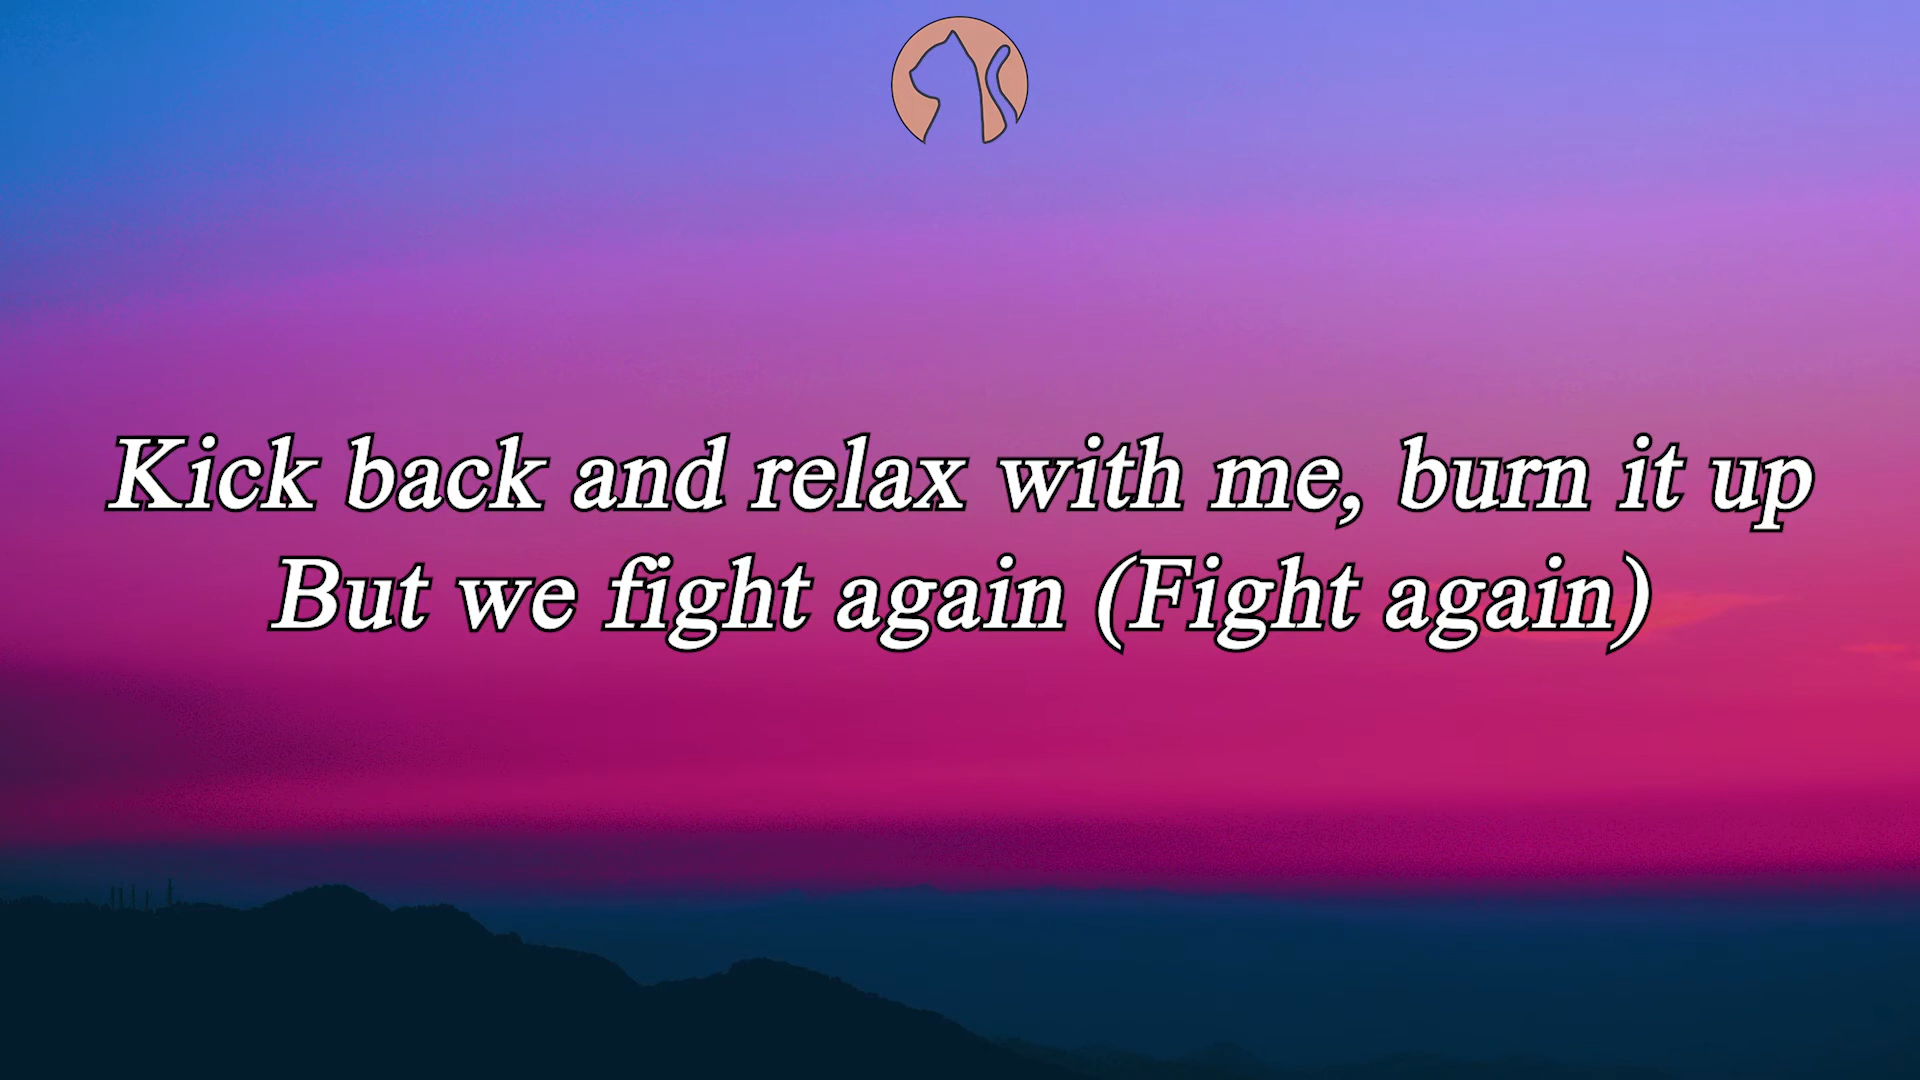 Kick back and relax with me, burn it up
But we fight again (Fight again)